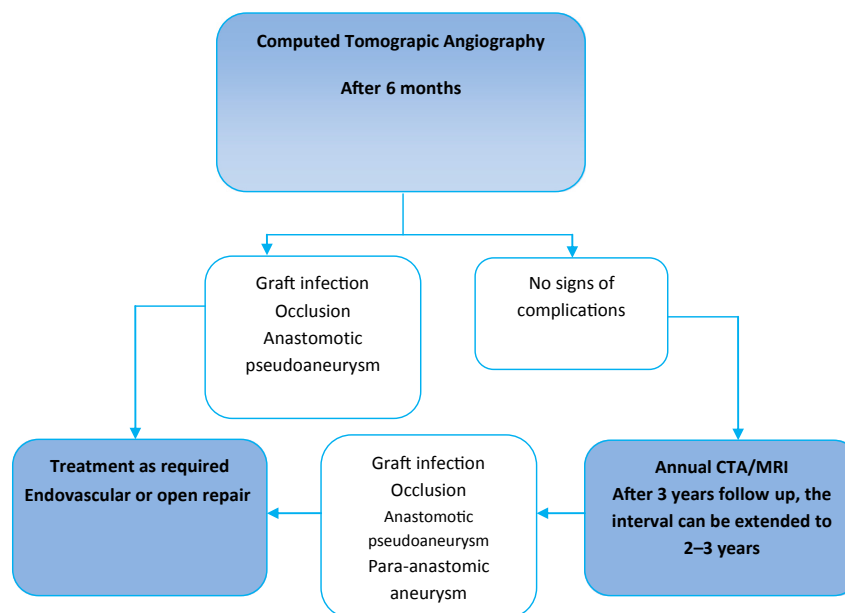 Computed Tomograpic Angiography
After 6 months
Graft infection
Occlusion
Anastomotic
pseudoaneurysm
No signs of
complications
Treatment as required
Endovascular or open repair
Graft infection
Occlusion
Anastomotic
pseudoaneurysm
Para-anastomic
aneurysm
Annual CTA/MRI
After 3 years follow up, the
interval can be extended to
2–3 years